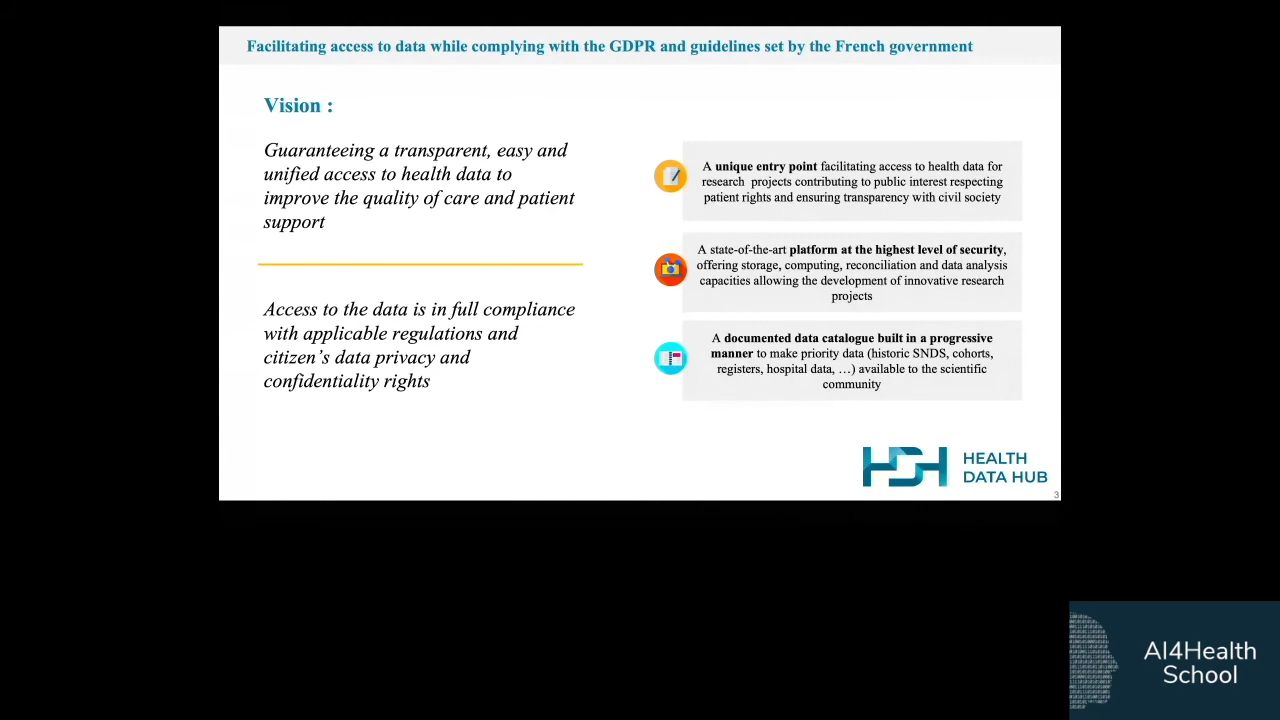 Facilitating access to data while complying with the GDPR and guidelines set by the French government
Vision :
Guaranteeing a transparent, easy and
unified access to health data to
improve the quality of care and patient
support
Access to the data is in full compliance
with applicable regulations and
citizen's data privacy and
confidentiality rights
A unique entry point facilitating access to health data for
research projects contributing to public interest respecting
patient rights and ensuring transparency with civil society
A state-of-the-art platform at the highest level of security,
offering storage, computing, reconciliation and data analysis
capacities allowing the development of innovative research
projects
A documented data catalogue built in a progressive
manner to make priority data (historic SNDS, cohorts,
registers, hospital data, …) available to the scientific
community
HEALTH
DATA HUB
3
AI4Health
School